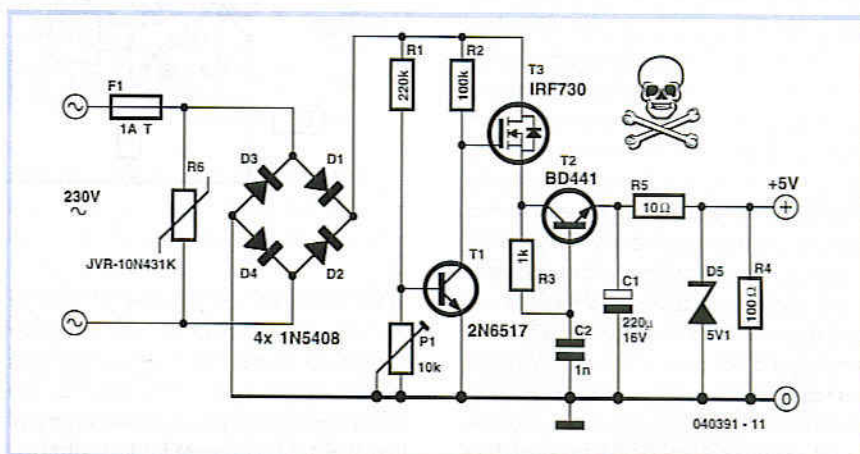 F1
1A T
230V
~
R6
JVR-10N431K
D3
D1
D4
D2
4x 1N5408
R1
220k
R2
100k
T3
IRF730
T1
2N6517
P1
10k
T2
BD441
1k
R3
C2
1n
R5
10Ω
C1
220µ
16V
D5
5V1
R4
100Ω
+5V
+
0
040391 - 11